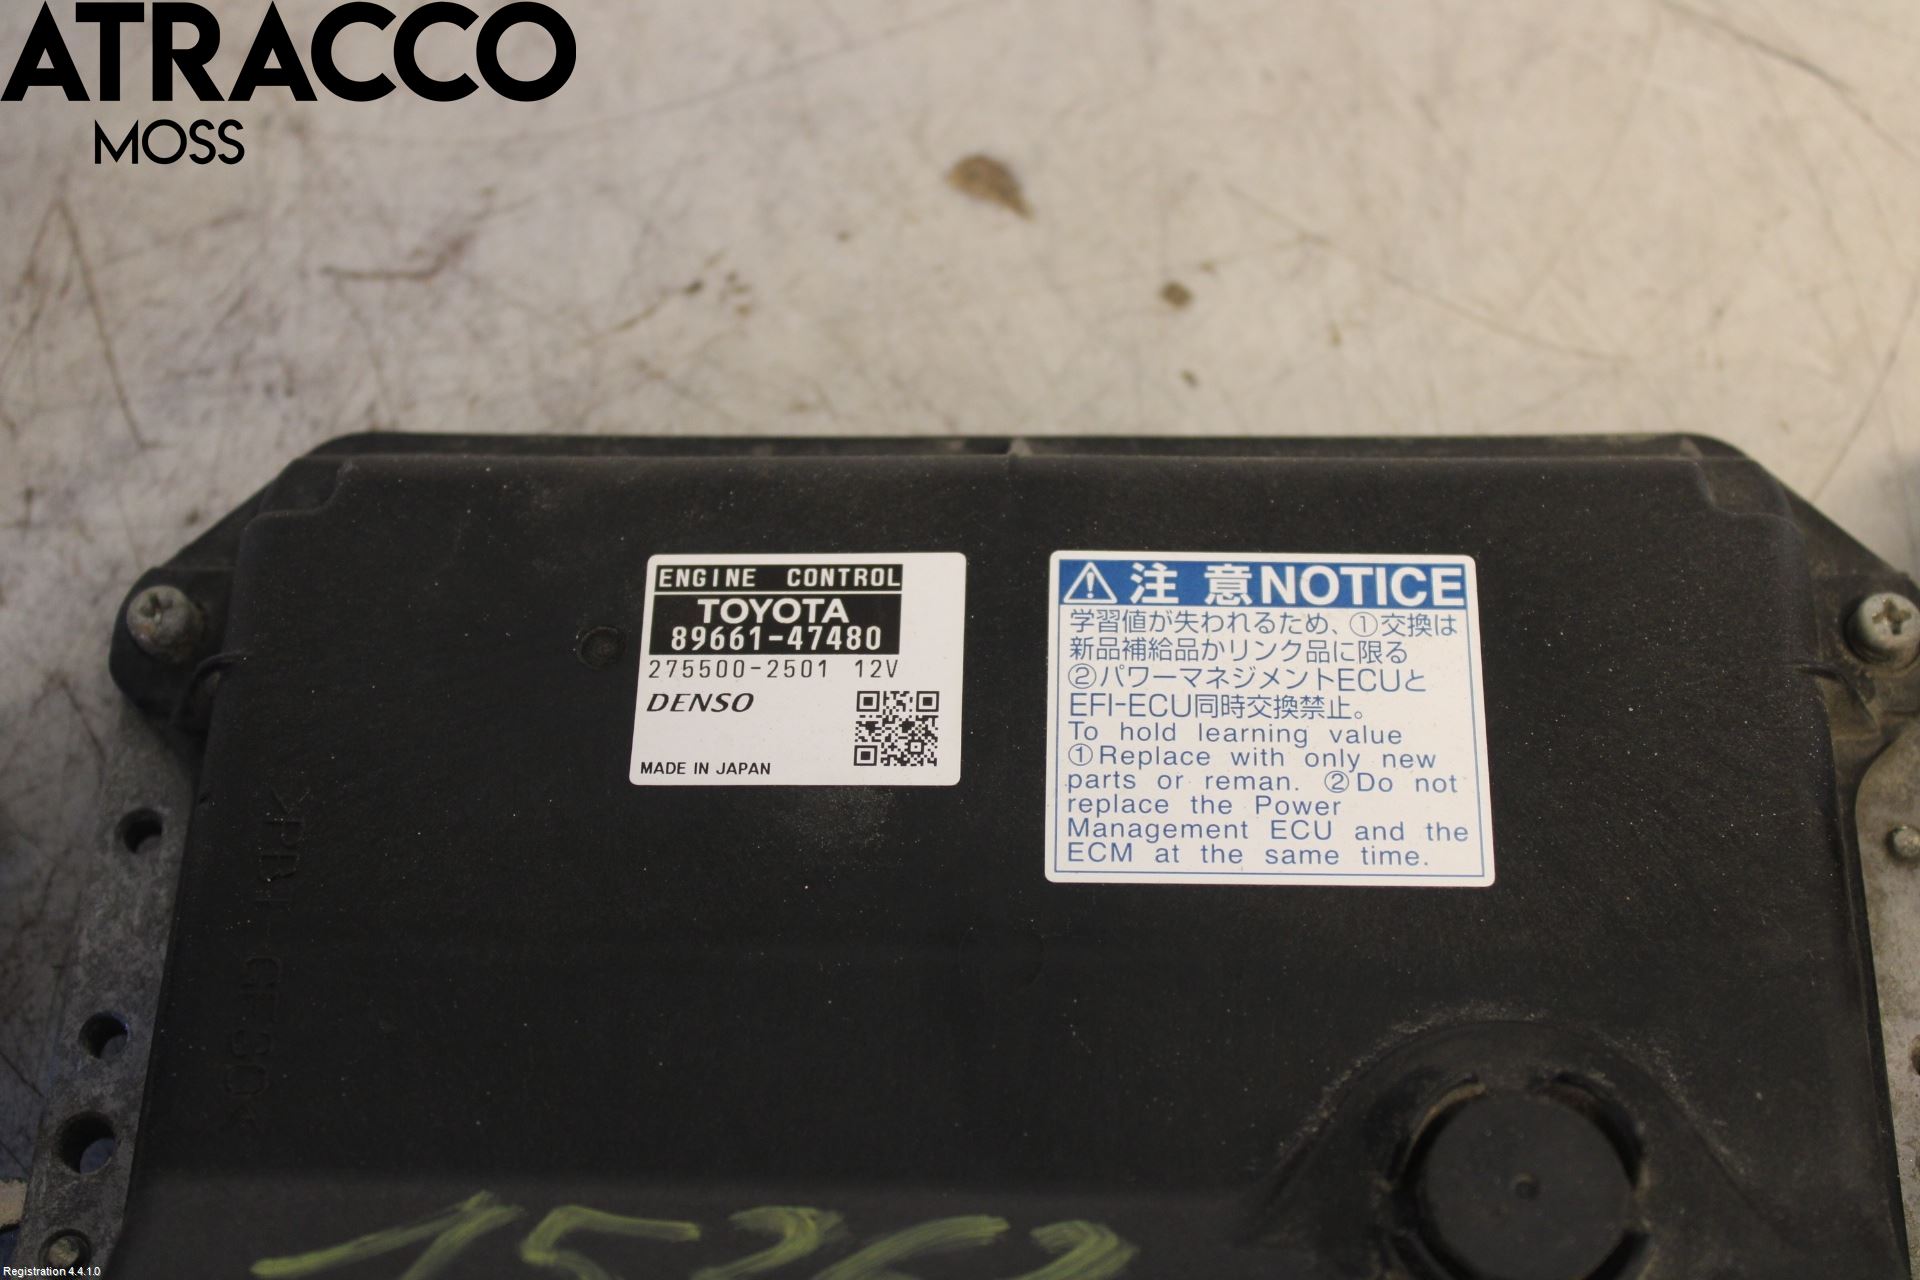 ATRACCO
MOSS
ENGINE CONTROL
TOYOTA
89661-47480
275500-2501 12V
DENSO
MADE IN JAPAN
注意NOTICE
学習値が失われるため、①交換は
新品補給品かリンク品に限る
②パワーマネジメントECUと
EFI-ECU同時交換禁止。
To hold learning value
①Replace with only new
parts or reman. ②Do not
replace the Power
Management ECU and the
ECM at the same time.
>PBT-GF30<
Registration 4.4.1.0